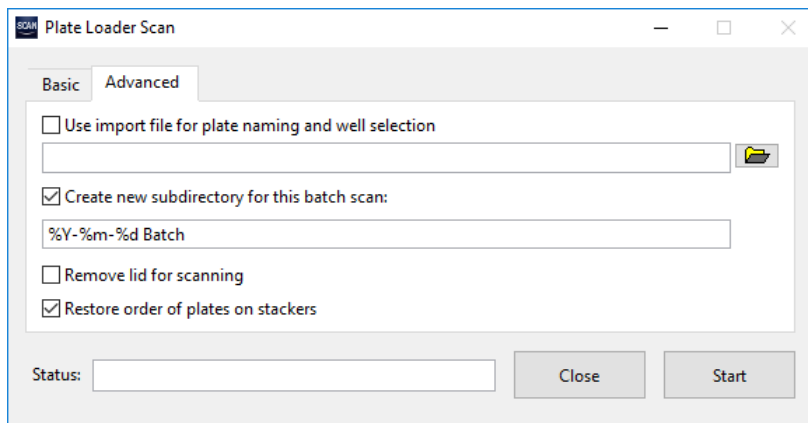 SCAN Plate Loader Scan
Basic Advanced
Use import file for plate naming and well selection
Create new subdirectory for this batch scan:
%Y-%m-%d Batch
Remove lid for scanning
Restore order of plates on stackers
Status: Close Start